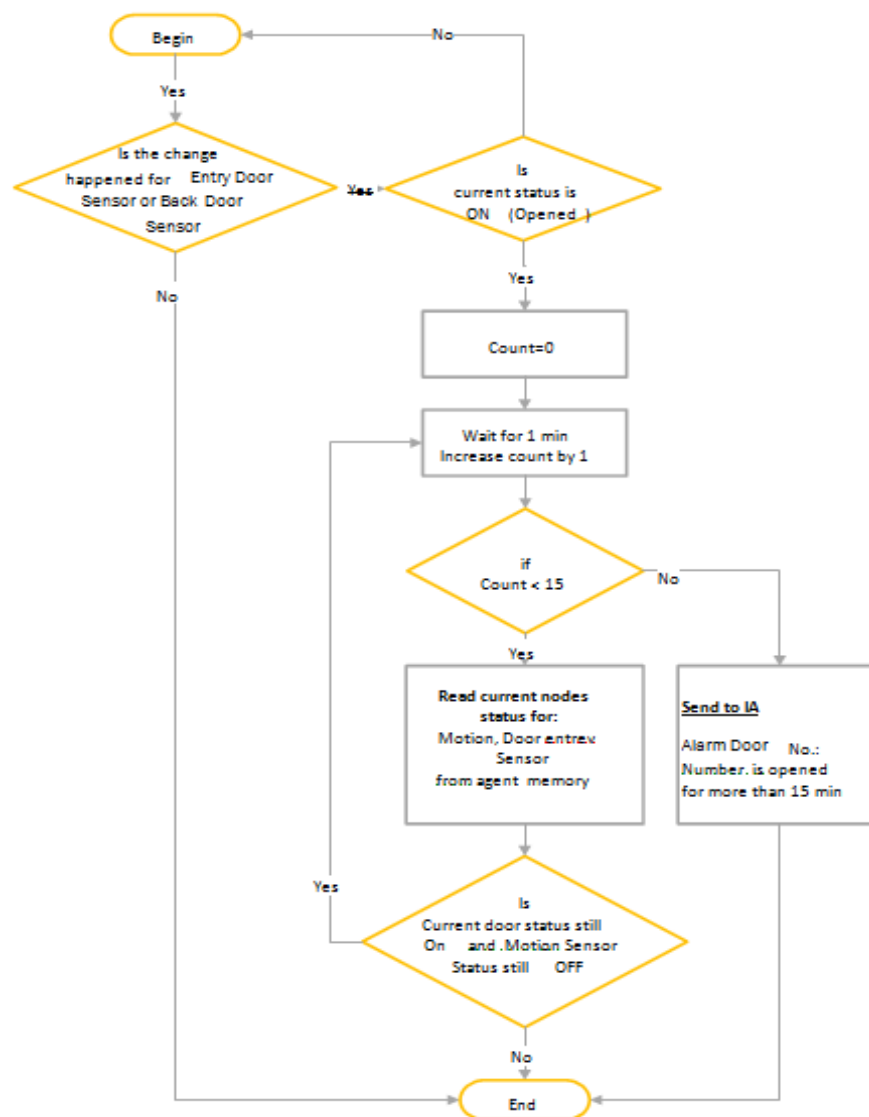 Begin
No
Yes
Is the change
happened for Entry Door
Sensor or Back Door
Sensor
Yes
Is
current status is
ON (Opened )
No
Yes
Count=0
Wait for 1 min
Increase count by 1
if
Count < 15
No
Yes
Read current nodes
status for:
Motion, Door entrey
Sensor
from agent memory
Send to IA
Alarm Door No.:
Number. is opened
for more than 15 min
Yes
Is
Current door status still
On and .Motion Sensor
Status still OFF
No
End